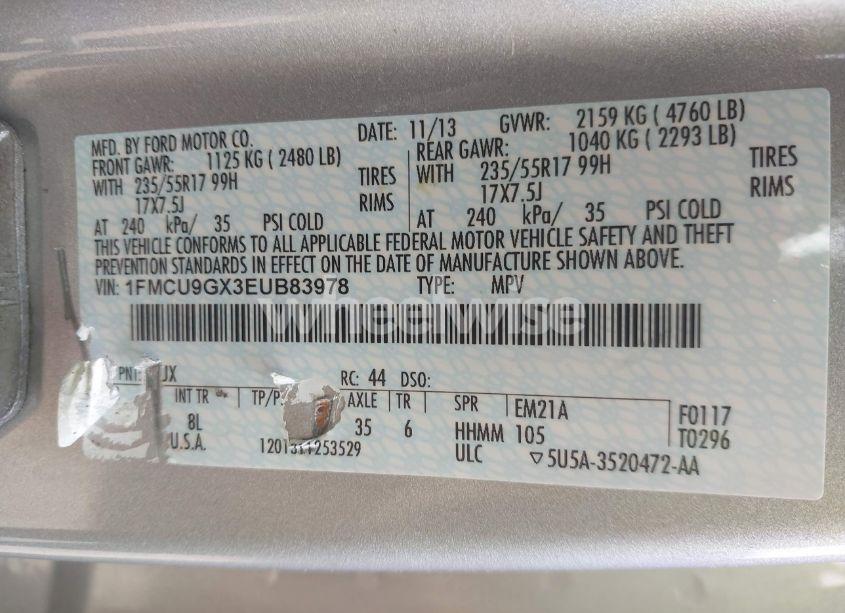 MFD. BY FORD MOTOR CO. DATE: 11/13 GVWR: 2159 KG ( 4760 LB)
FRONT GAWR: 1125 KG ( 2480 LB) REAR GAWR: 1040 KG ( 2293 LB)
WITH 235/55R17 99H TIRES WITH 235/55R17 99H TIRES
17X7.5J RIMS 17X7.5J RIMS
AT 240 kPa/ 35 PSI COLD AT 240 kPa/ 35 PSI COLD
THIS VEHICLE CONFORMS TO ALL APPLICABLE FEDERAL MOTOR VEHICLE SAFETY AND THEFT
PREVENTION STANDARDS IN EFFECT ON THE DATE OF MANUFACTURE SHOWN ABOVE.
VIN: 1FMCU9GX3EUB83978 TYPE: MPV
wheelwise
PNT: JX RC: 44 DSO:
INT TR TP/P AXLE TR SPR EM21A F0117
8L 35 6 HHMM 105 T0296
U.S.A. ULC ▽5U5A-3520472-AA